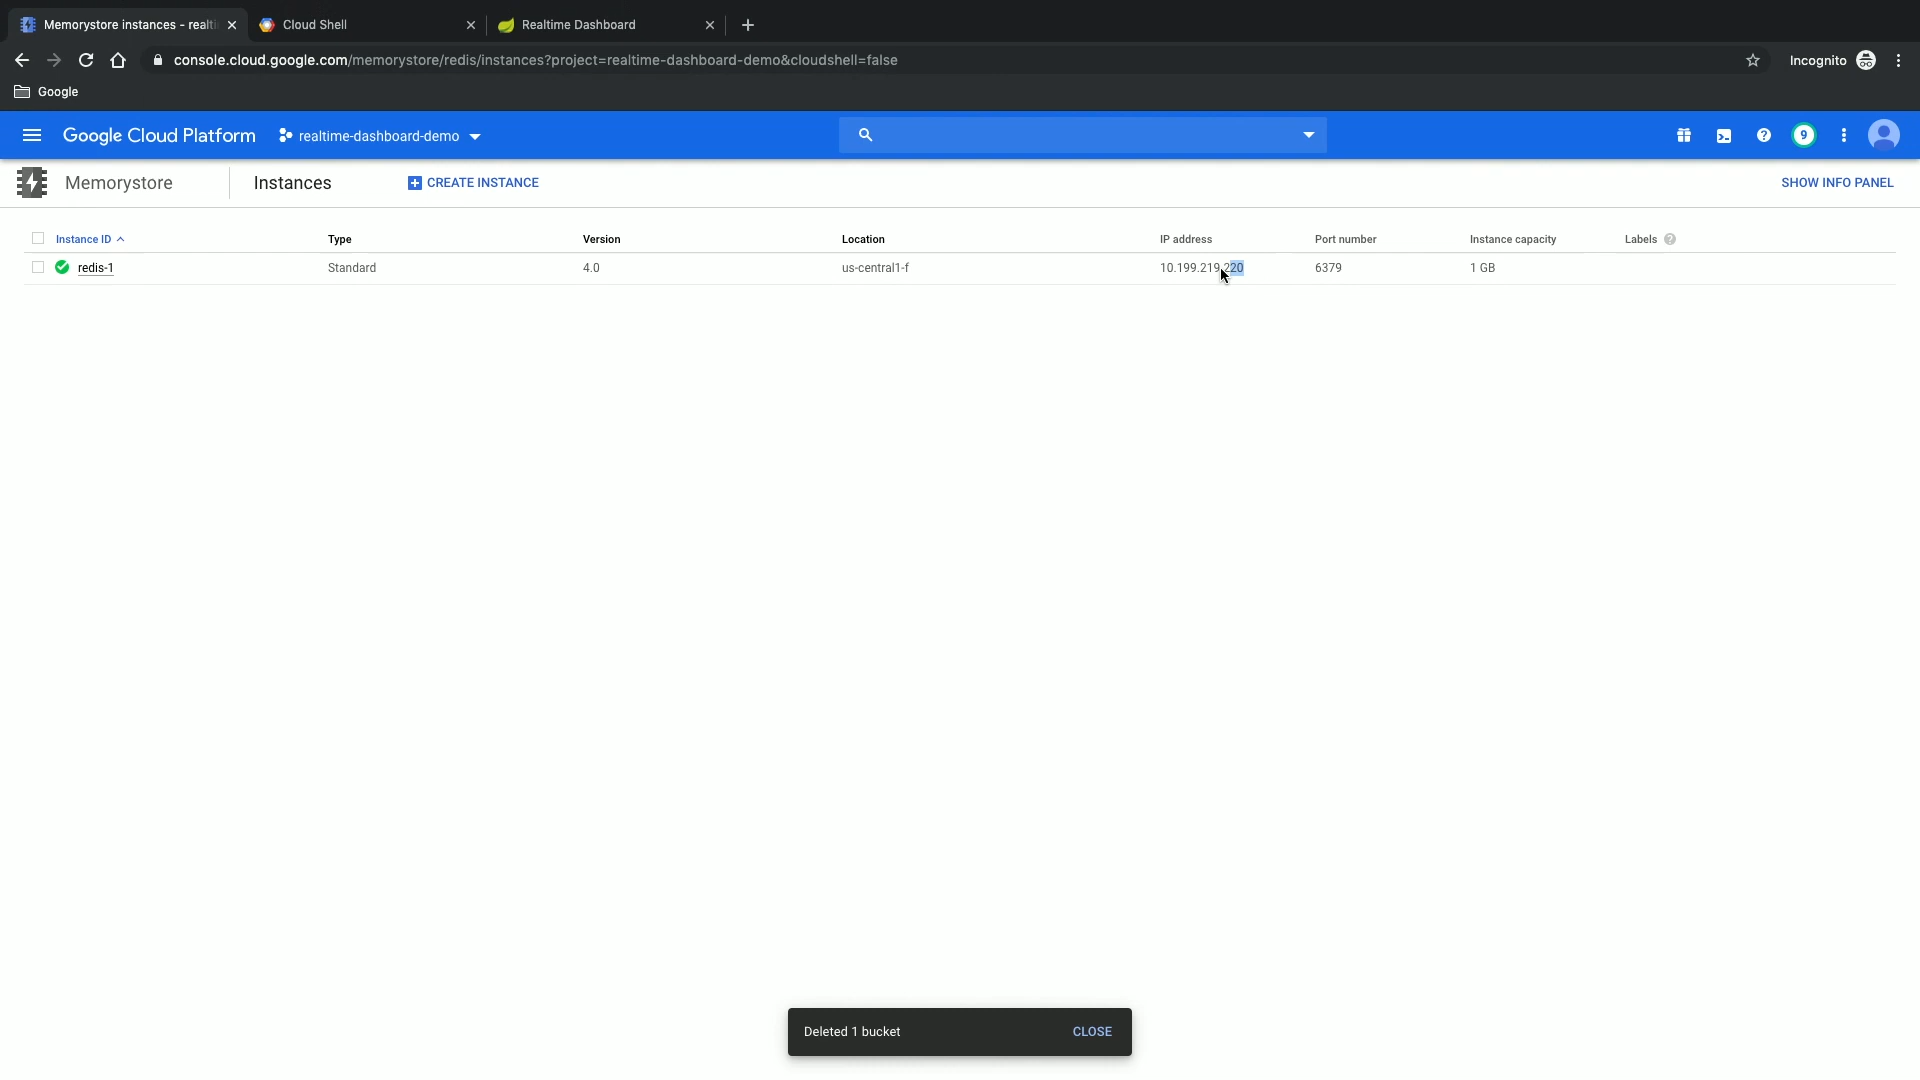 Memorystore instances - realti
Cloud Shell
Realtime Dashboard
console.cloud.google.com/memorystore/redis/instances?project=realtime-dashboard-demo&cloudshell=false
Incognito
Google
Google Cloud Platform
realtime-dashboard-demo
9
Memorystore
Instances
CREATE INSTANCE
SHOW INFO PANEL
Instance ID Type Version Location IP address Port number Instance capacity Labels
redis-1 Standard 4.0 us-central1-f 10.199.219.220 6379 1 GB
Deleted 1 bucket CLOSE